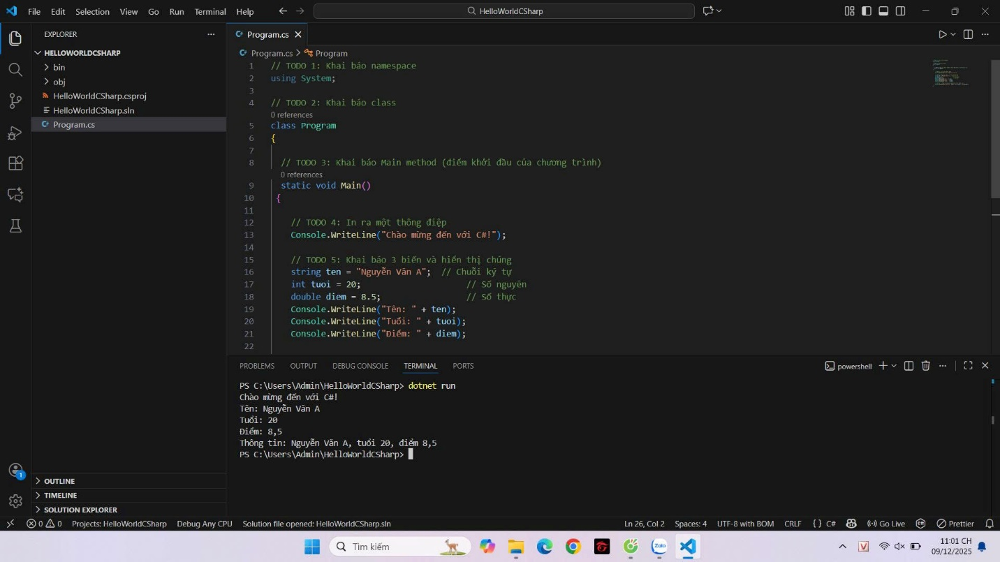 File Edit Selection View Go Run Terminal Help
HelloWorldCSharp
EXPLORER
HELLOWORLDCSHARP
bin
obj
HelloWorldCSharp.csproj
HelloWorldCSharp.sln
Program.cs
OUTLINE
TIMELINE
SOLUTION EXPLORER
1
Program.cs
Program.cs > Program
1 // TODO 1: Khai báo namespace
2 using System;
3
4 // TODO 2: Khai báo class
0 references
5 class Program
6 {
7
8 // TODO 3: Khai báo Main method (điểm khởi đầu của chương trình)
0 references
9 static void Main()
10 {
11
12 // TODO 4: In ra một thông điệp
13 Console.WriteLine("Chào mừng đến với C#!");
14
15 // TODO 5: Khai báo 3 biến và hiển thị chúng
16 string ten = "Nguyễn Văn A"; // Chuỗi ký tự
17 int tuoi = 20; // Số nguyên
18 double diem = 8.5; // Số thực
19 Console.WriteLine("Tên: " + ten);
20 Console.WriteLine("Tuổi: " + tuoi);
21 Console.WriteLine("Điểm: " + diem);
22
PROBLEMS OUTPUT DEBUG CONSOLE TERMINAL PORTS
powershell
PS C:\Users\Admin\HelloWorldCSharp> dotnet run
Chào mừng đến với C#!
Tên: Nguyễn Văn A
Tuổi: 20
Điểm: 8,5
Thông tin: Nguyễn Văn A, tuổi 20, điểm 8,5
PS C:\Users\Admin\HelloWorldCSharp>
0 0 Projects: HelloWorldCSharp Debug Any CPU Solution file opened: HelloWorldCSharp.sln
Ln 26, Col 2 Spaces: 4 UTF-8 with BOM CRLF {} C# Go Live Prettier
Tìm kiếm
Zalo
V
11:01 CH
09/12/2025